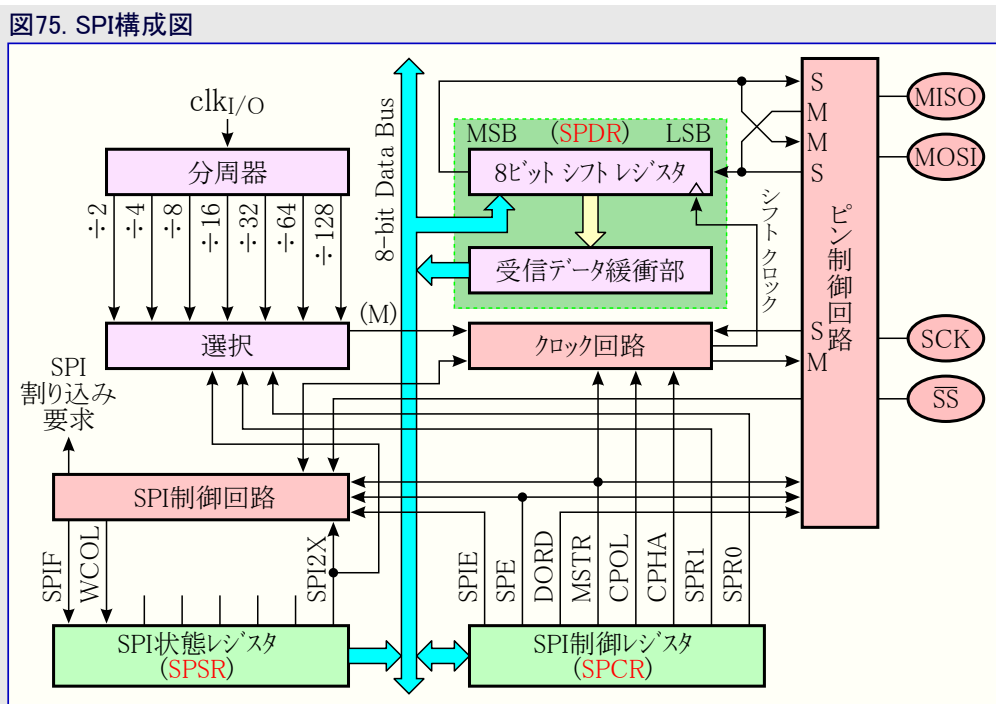 図75. SPI構成図
clkI/O
分周器
÷2
÷4
÷8
÷16
÷32
÷64
÷128
選択
(M)
8-bit Data Bus
MSB (SPDR) LSB
8ビット シフト レジスタ
受信データ緩衝部
シフト クロック
クロック回路
S
M
M
S
S
M
ピン制御回路
MISO
MOSI
SCK
SS
SPI
割り込み
要求
SPI制御回路
SPIF
WCOL
SPI2X
SPIE
SPE
DORD
MSTR
CPOL
CPHA
SPR1
SPR0
SPI状態レジスタ
(SPSR)
SPI制御レジスタ
(SPCR)